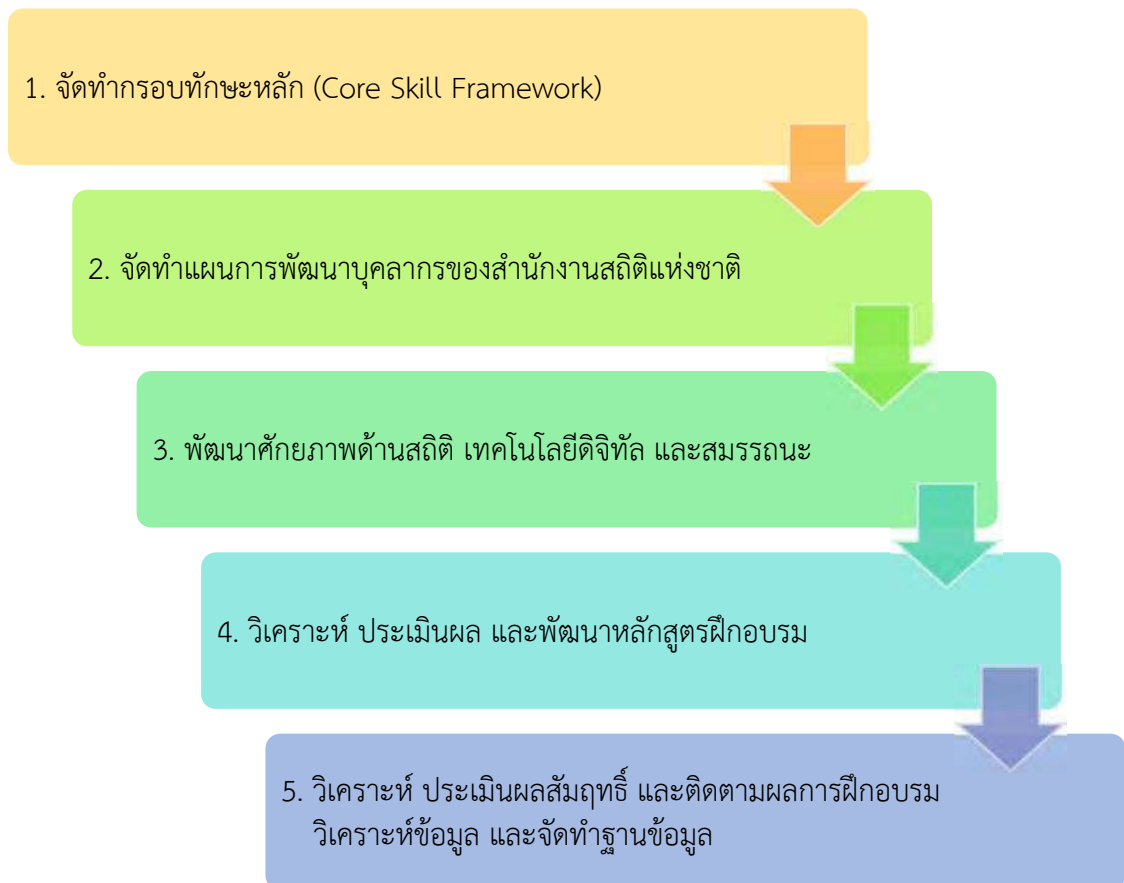 1. จัดทำกรอบทักษะหลัก (Core Skill Framework)
2. จัดทำแผนการพัฒนาบุคลากรของสำนักงานสถิติแห่งชาติ
3. พัฒนาศักยภาพด้านสถิติ เทคโนโลยีดิจิทัล และสมรรถนะ
4. วิเคราะห์ ประเมินผล และพัฒนาหลักสูตรฝึกอบรม
5. วิเคราะห์ ประเมินผลสัมฤทธิ์ และติดตามผลการฝึกอบรม
วิเคราะห์ข้อมูล และจัดทำฐานข้อมูล